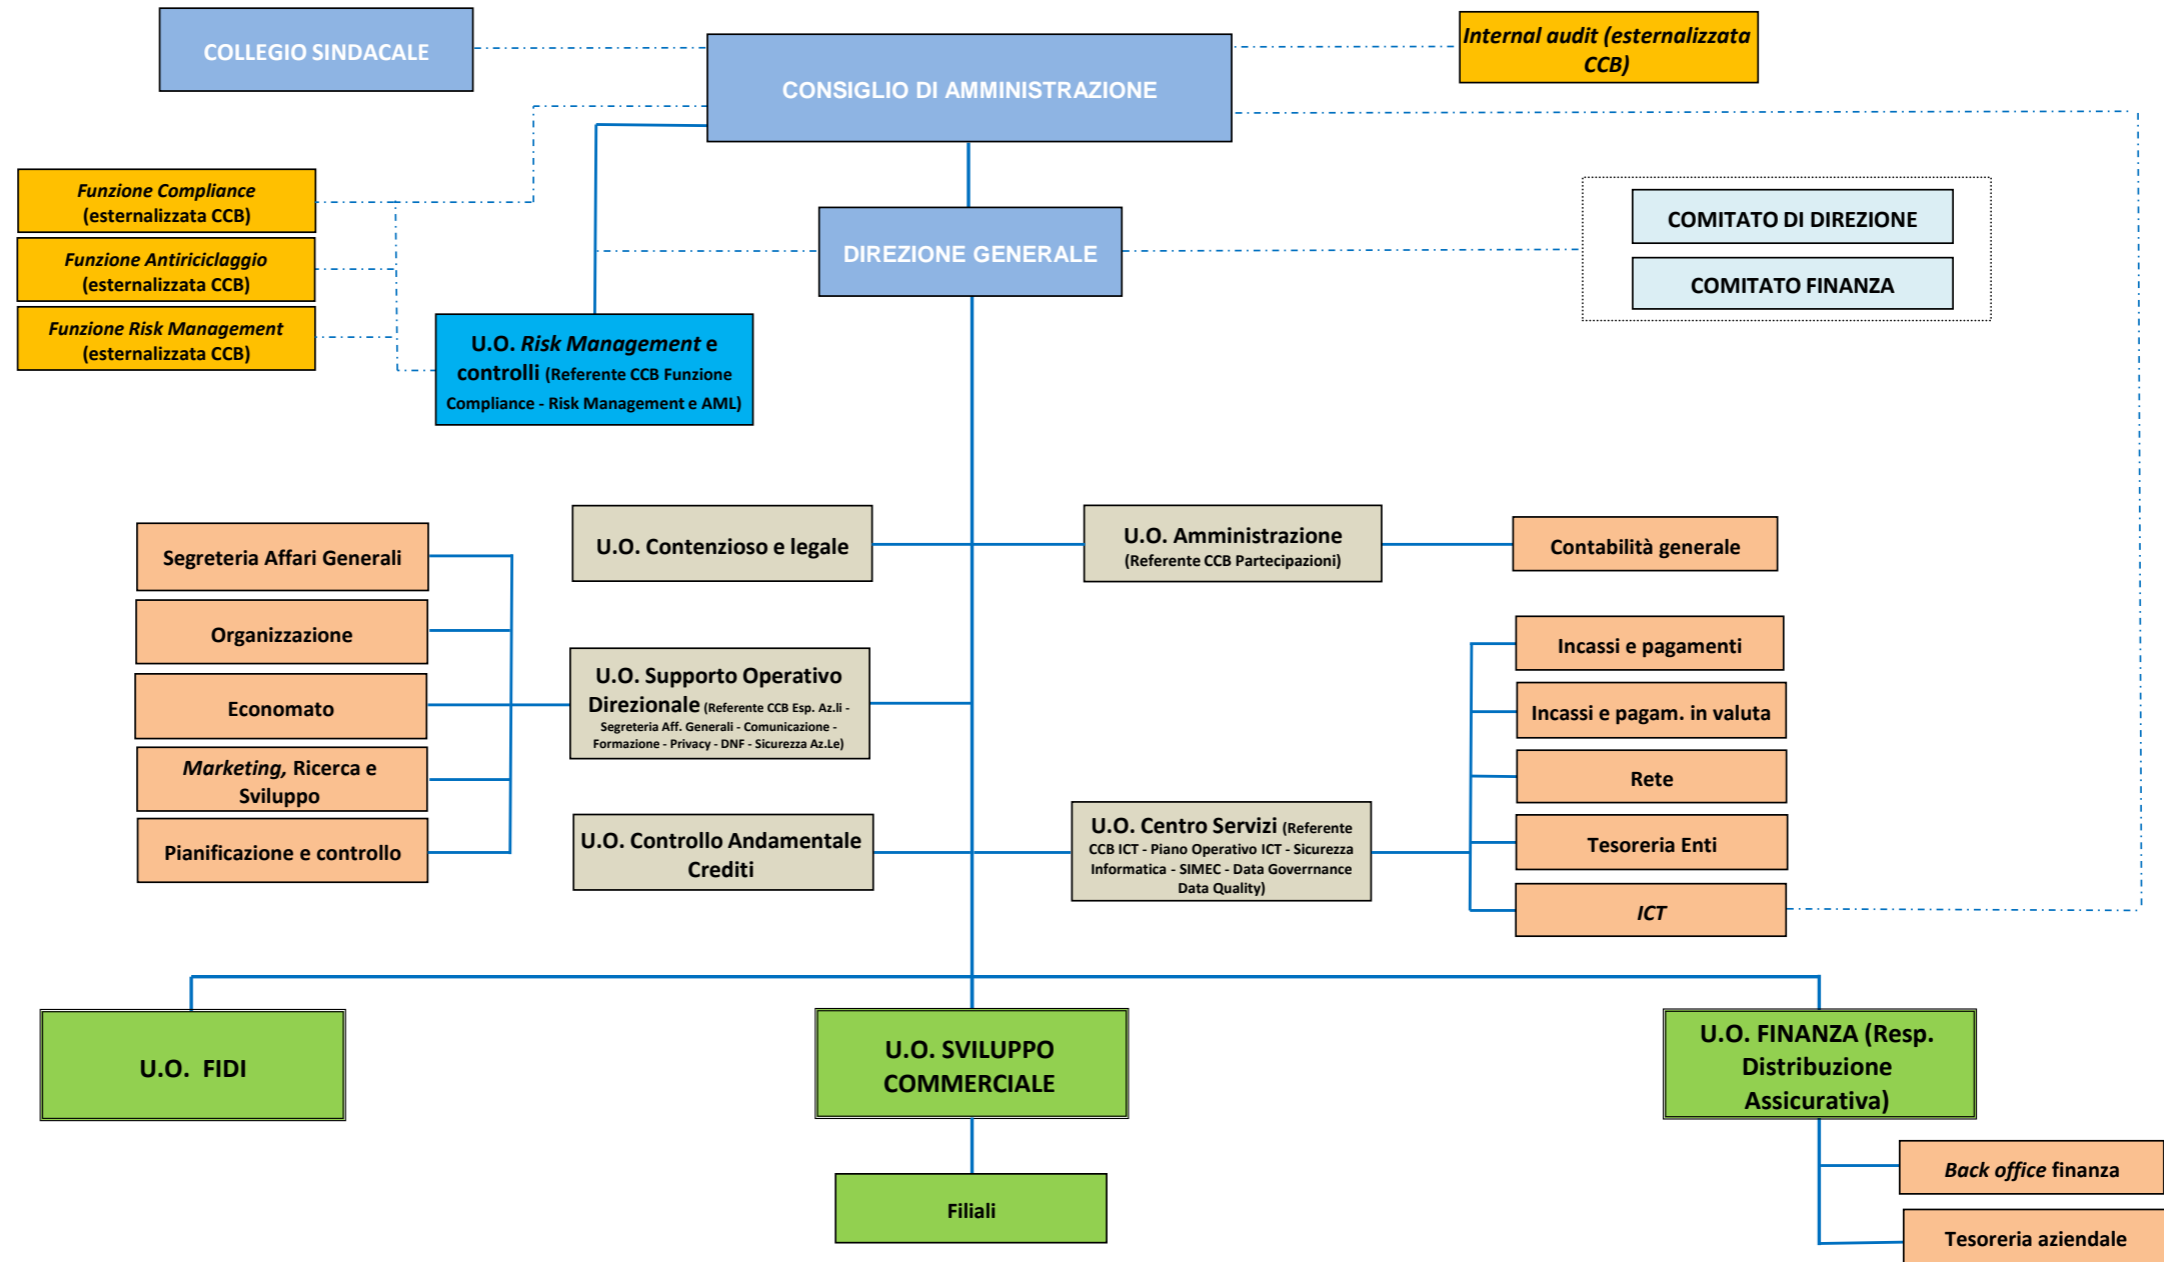 COLLEGIO SINDACALE
CONSIGLIO DI AMMINISTRAZIONE
Internal audit (esternalizzata
CCB)
Funzione Compliance
(esternalizzata CCB)
Funzione Antiriciclaggio
(esternalizzata CCB)
Funzione Risk Management
(esternalizzata CCB)
DIREZIONE GENERALE
COMITATO DI DIREZIONE
COMITATO FINANZA
U.O. Risk Management e
controlli (Referente CCB Funzione
Compliance - Risk Management e AML)
Segreteria Affari Generali
Organizzazione
Economato
Marketing, Ricerca e
Sviluppo
Pianificazione e controllo
U.O. Contenzioso e legale
U.O. Supporto Operativo
Direzionale (Referente CCB Esp. Az.li -
Segreteria Aff. Generali - Comunicazione -
Formazione - Privacy - DNF - Sicurezza Az.Le)
U.O. Controllo Andamentale
Crediti
U.O. Amministrazione
(Referente CCB Partecipazioni)
Contabilità generale
U.O. Centro Servizi (Referente
CCB ICT - Piano Operativo ICT - Sicurezza
Informatica - SIMEC - Data Goverrnance
Data Quality)
Incassi e pagamenti
Incassi e pagam. in valuta
Rete
Tesoreria Enti
ICT
U.O. FIDI
U.O. SVILUPPO
COMMERCIALE
Filiali
U.O. FINANZA (Resp.
Distribuzione
Assicurativa)
Back office finanza
Tesoreria aziendale